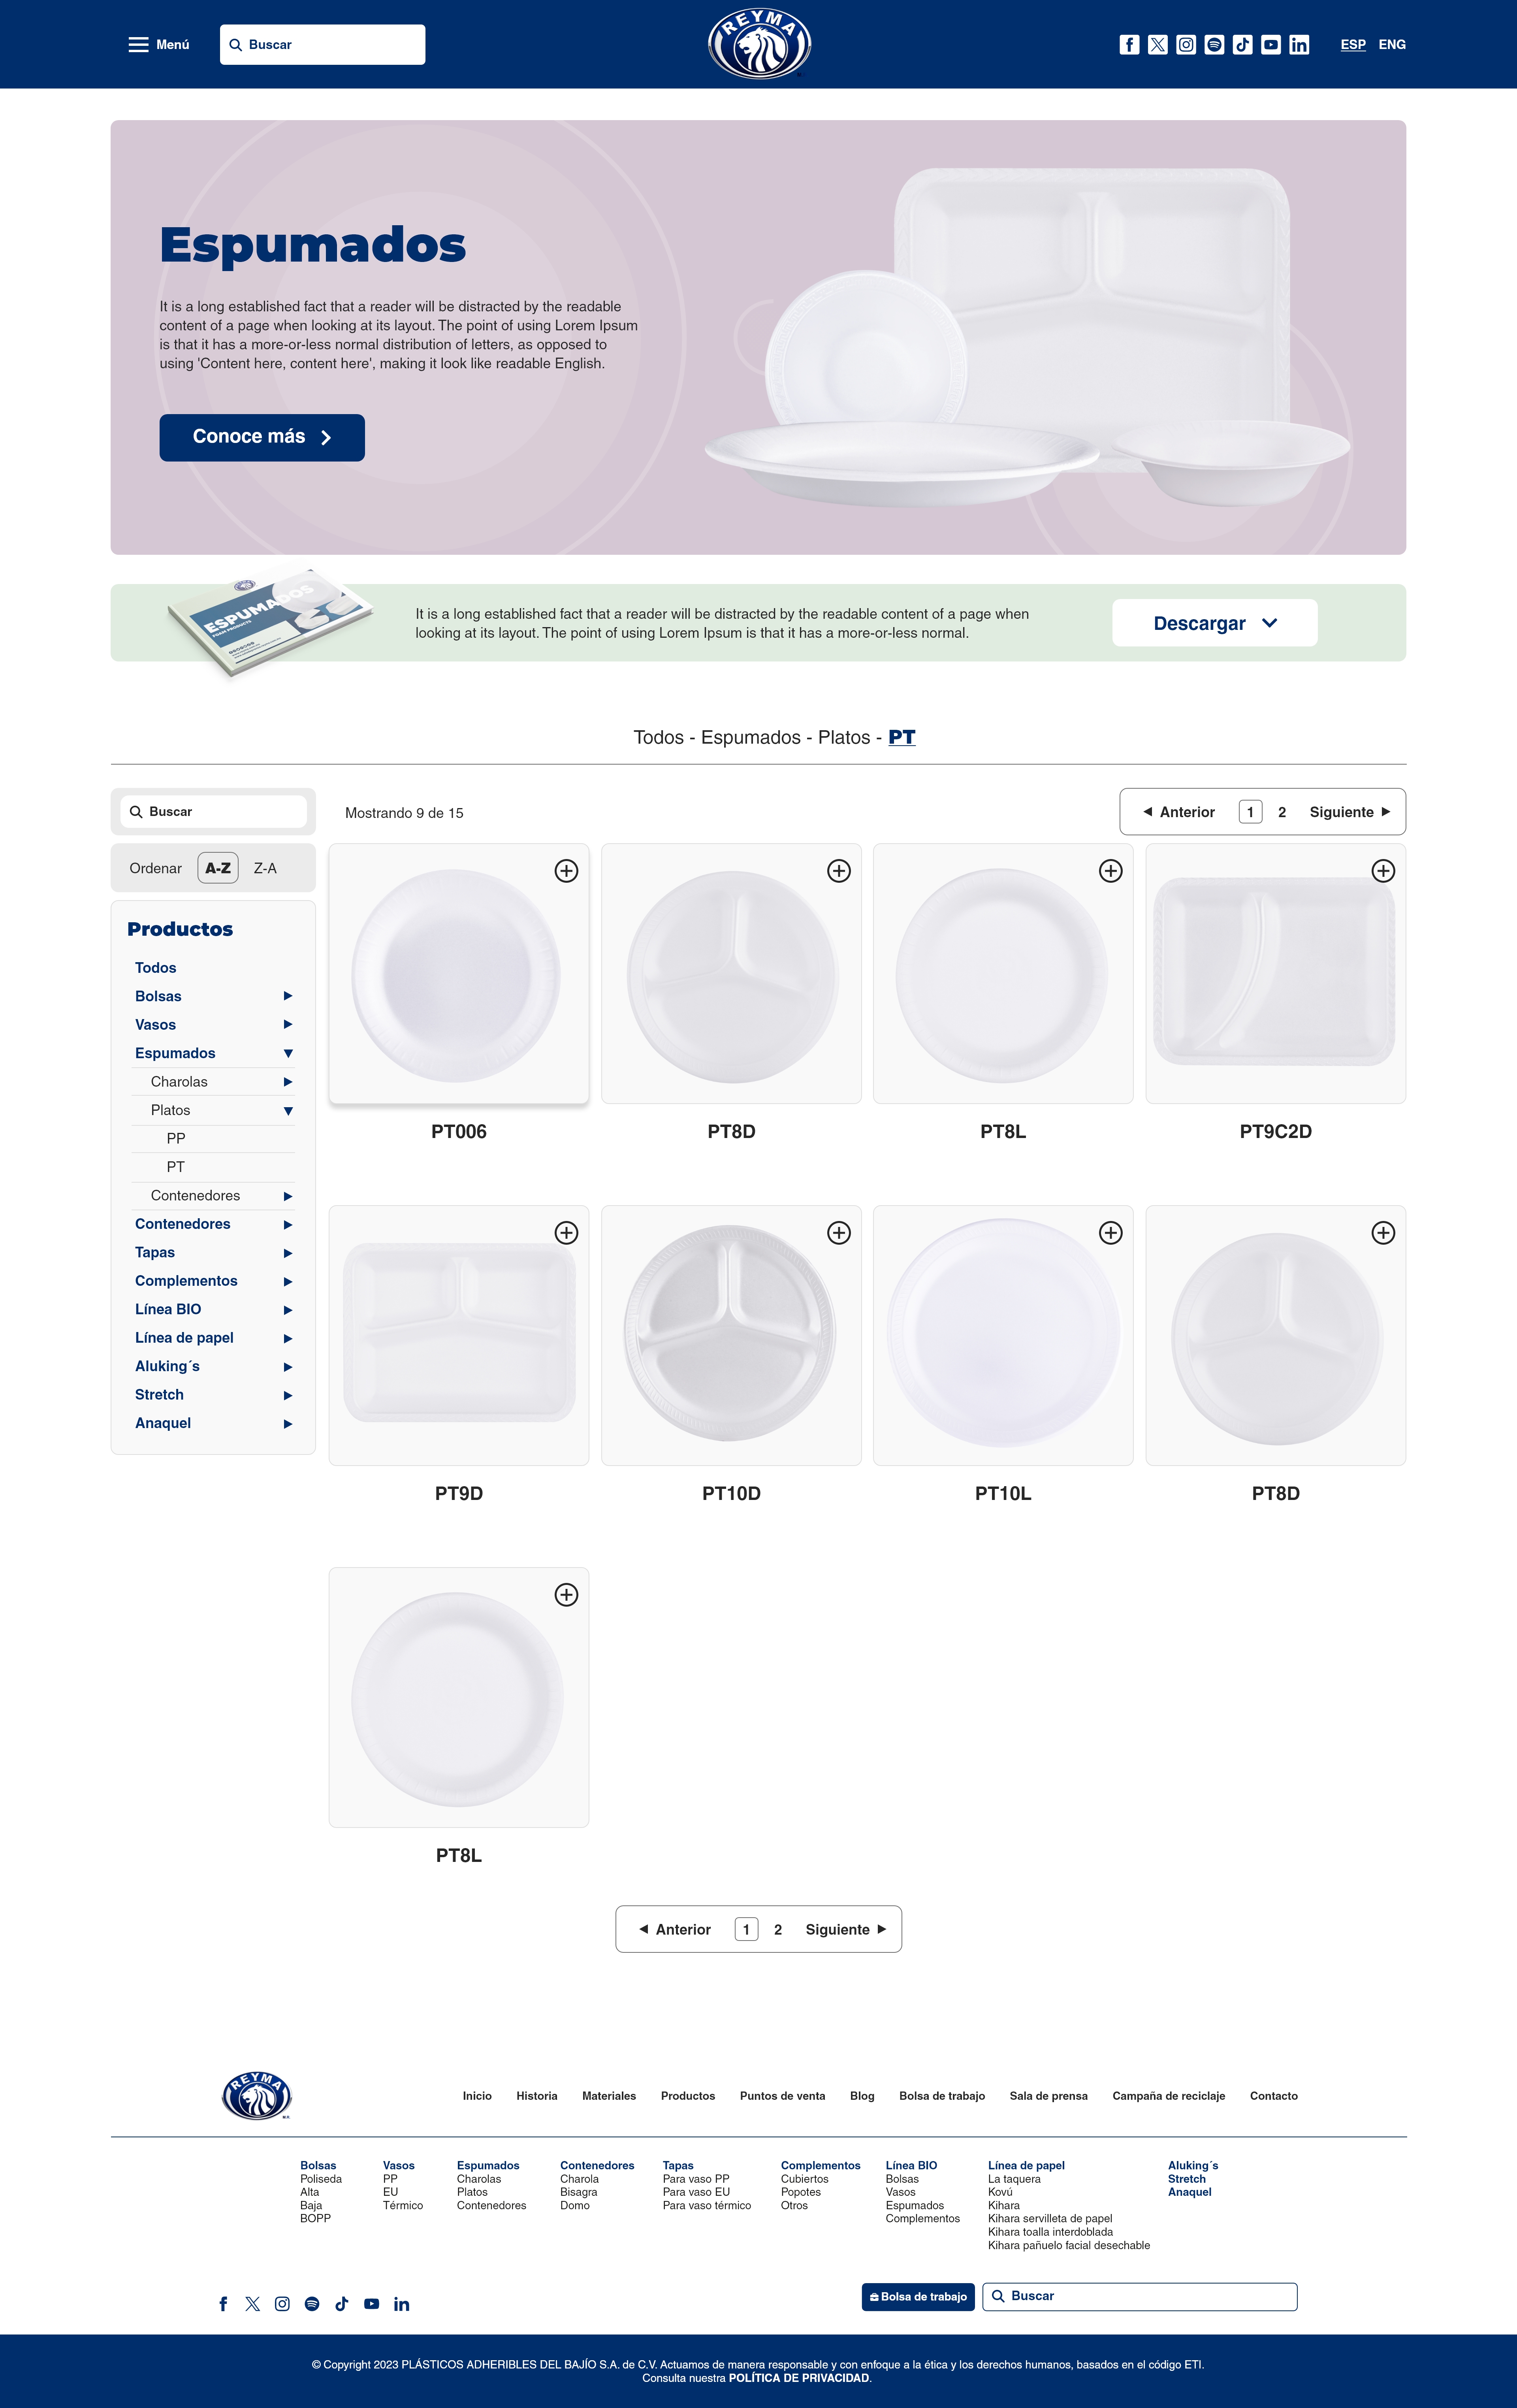 Menú
Buscar
REYMA
ESP ENG
Espumados
It is a long established fact that a reader will be distracted by the readable
content of a page when looking at its layout. The point of using Lorem Ipsum
is that it has a more-or-less normal distribution of letters, as opposed to
using 'Content here, content here', making it look like readable English.
Conoce más
ESPUMADOS
FOAM PRODUCTS
It is a long established fact that a reader will be distracted by the readable content of a page when
looking at its layout. The point of using Lorem Ipsum is that it has a more-or-less normal.
Descargar
Todos - Espumados - Platos - PT
Buscar
Mostrando 9 de 15
Anterior 1 2 Siguiente
Ordenar A-Z Z-A
Productos
Todos
Bolsas
Vasos
Espumados
Charolas
Platos
PP
PT
Contenedores
Contenedores
Tapas
Complementos
Línea BIO
Línea de papel
Aluking´s
Stretch
Anaquel
PT006 PT8D PT8L PT9C2D
PT9D PT10D PT10L PT8D
PT8L
Anterior 1 2 Siguiente
REYMA
Inicio Historia Materiales Productos Puntos de venta Blog Bolsa de trabajo Sala de prensa Campaña de reciclaje Contacto
Bolsas
Poliseda
Alta
Baja
BOPP
Vasos
PP
EU
Térmico
Espumados
Charolas
Platos
Contenedores
Contenedores
Charola
Bisagra
Domo
Tapas
Para vaso PP
Para vaso EU
Para vaso térmico
Complementos
Cubiertos
Popotes
Otros
Línea BIO
Bolsas
Vasos
Espumados
Complementos
Línea de papel
La taquera
Kovú
Kihara
Kihara servilleta de papel
Kihara toalla interdoblada
Kihara pañuelo facial desechable
Aluking´s
Stretch
Anaquel
Bolsa de trabajo
Buscar
© Copyright 2023 PLÁSTICOS ADHERIBLES DEL BAJÍO S.A. de C.V. Actuamos de manera responsable y con enfoque a la ética y los derechos humanos, basados en el código ETI.
Consulta nuestra POLÍTICA DE PRIVACIDAD.